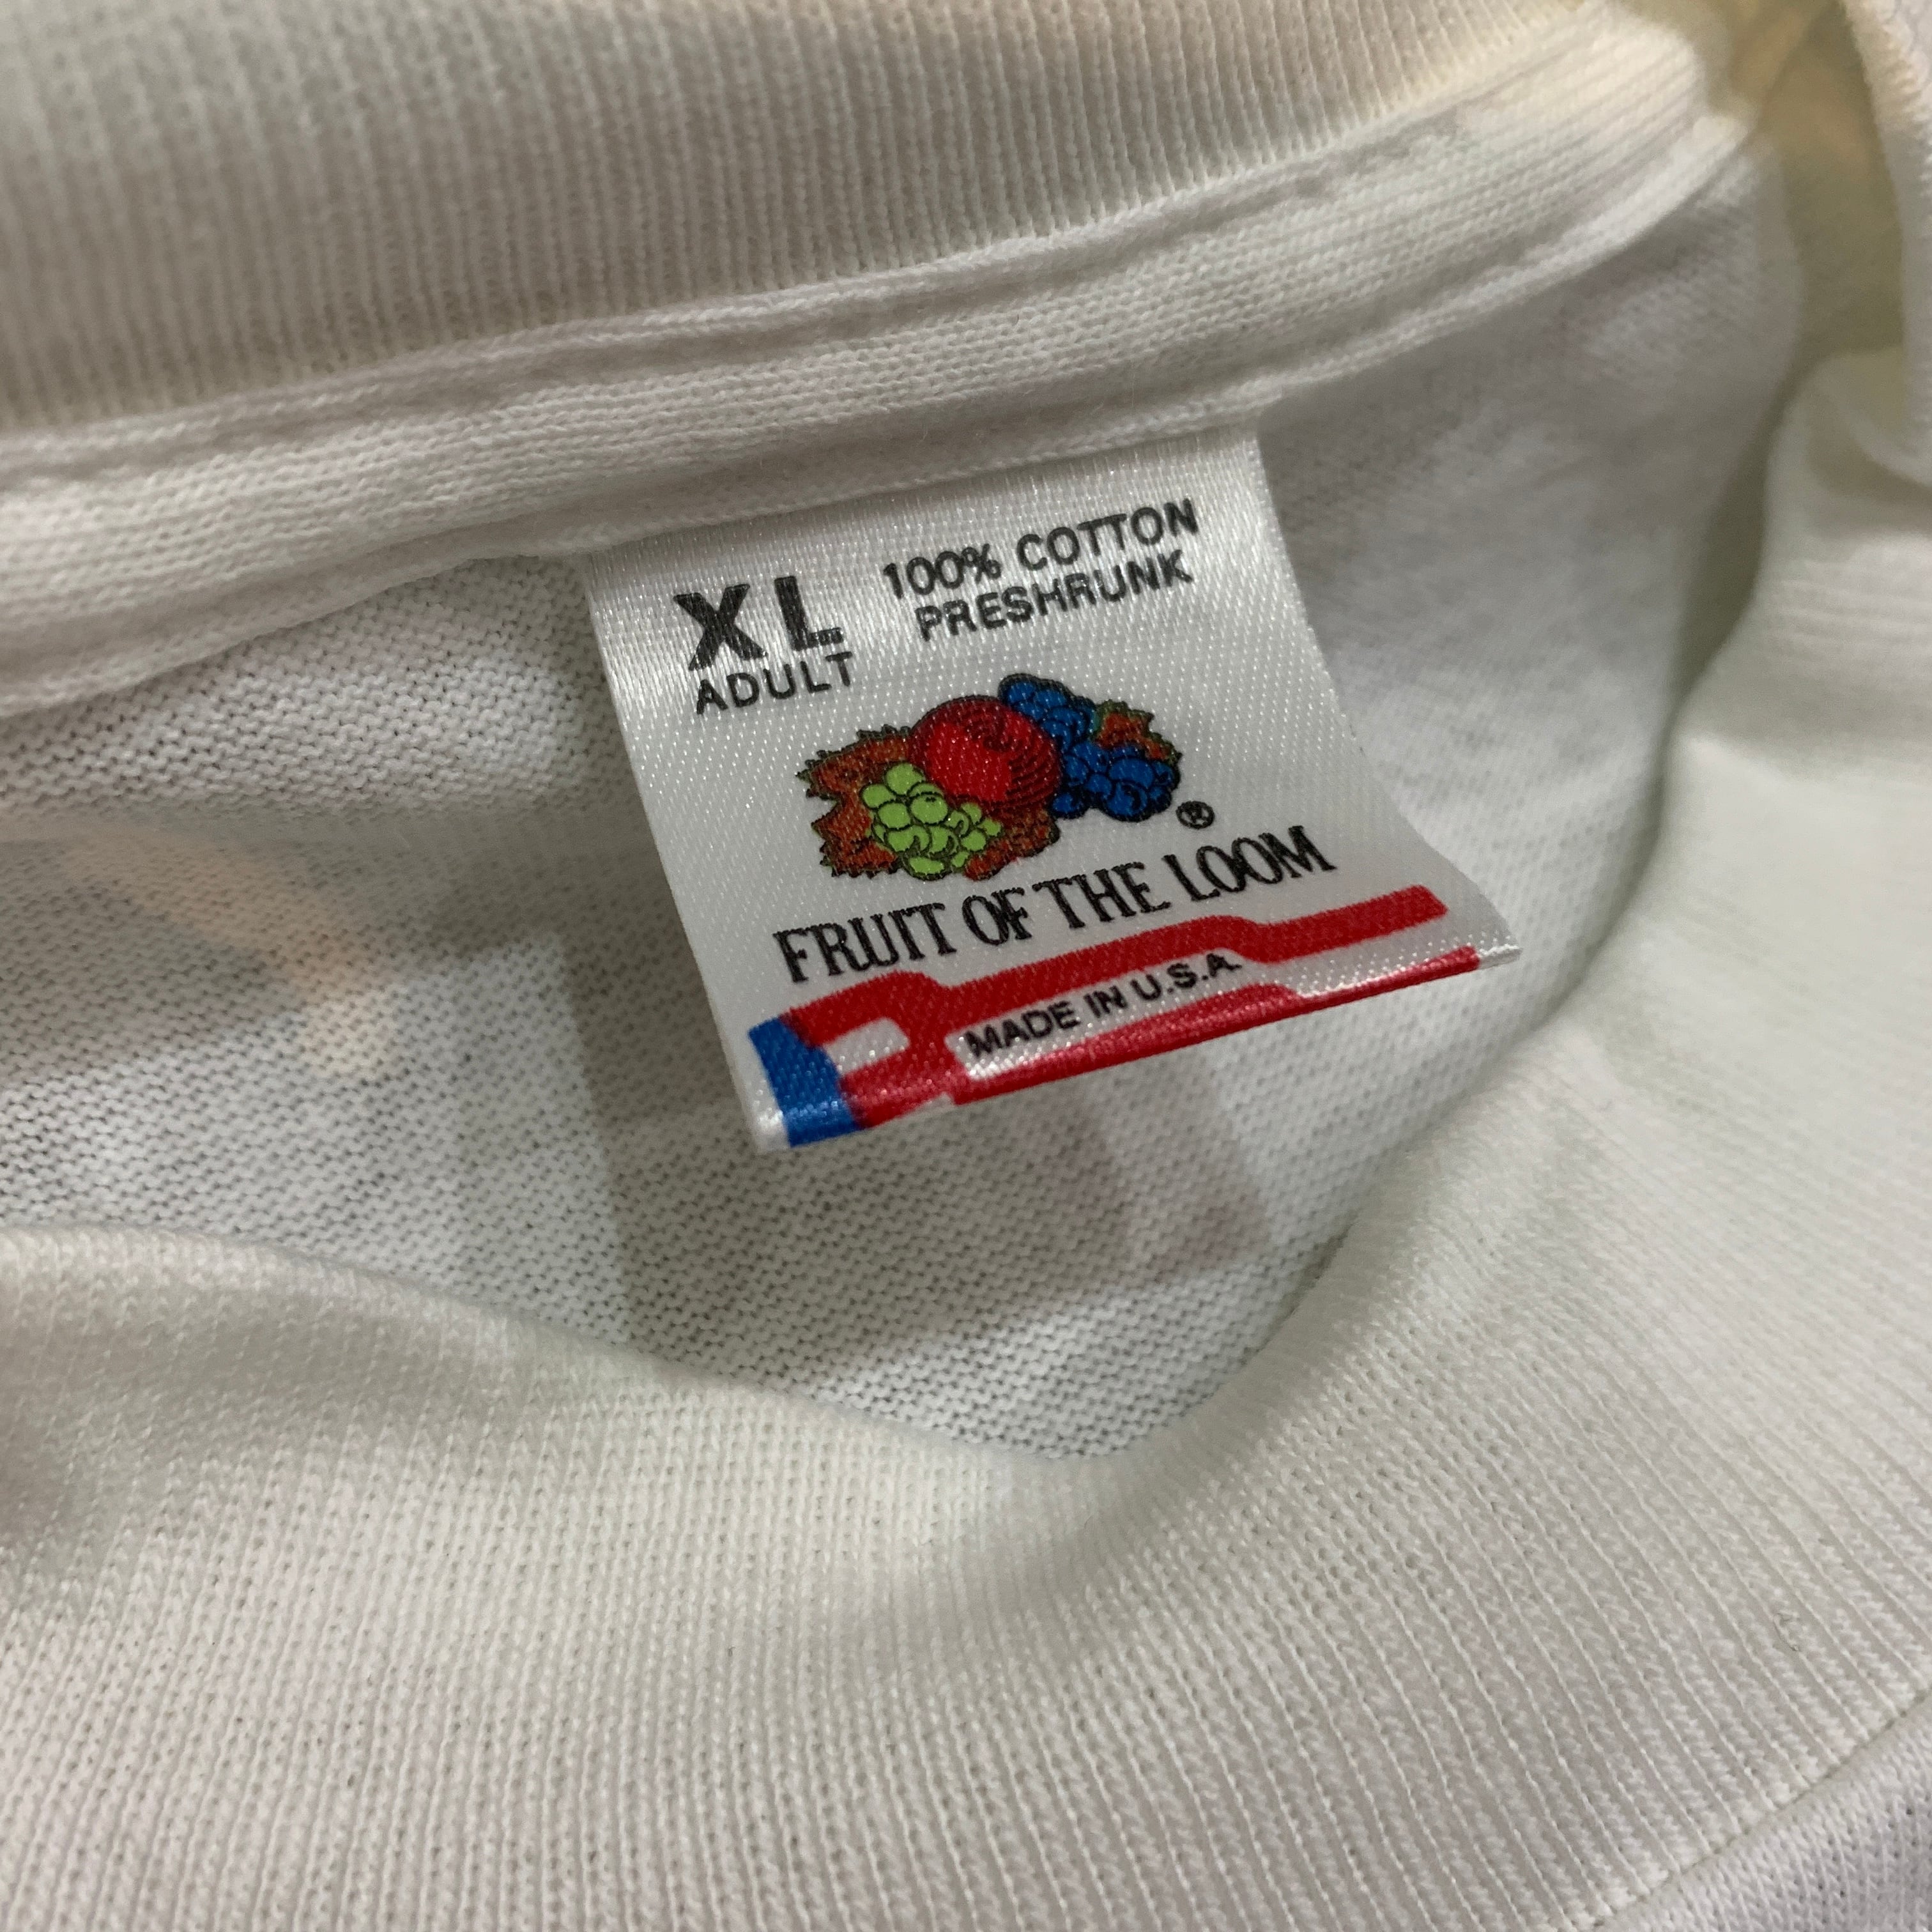 XL
ADULT
100% COTTON
PRESHRUNK
®
FRUIT OF THE LOOM
MADE IN U.S.A.